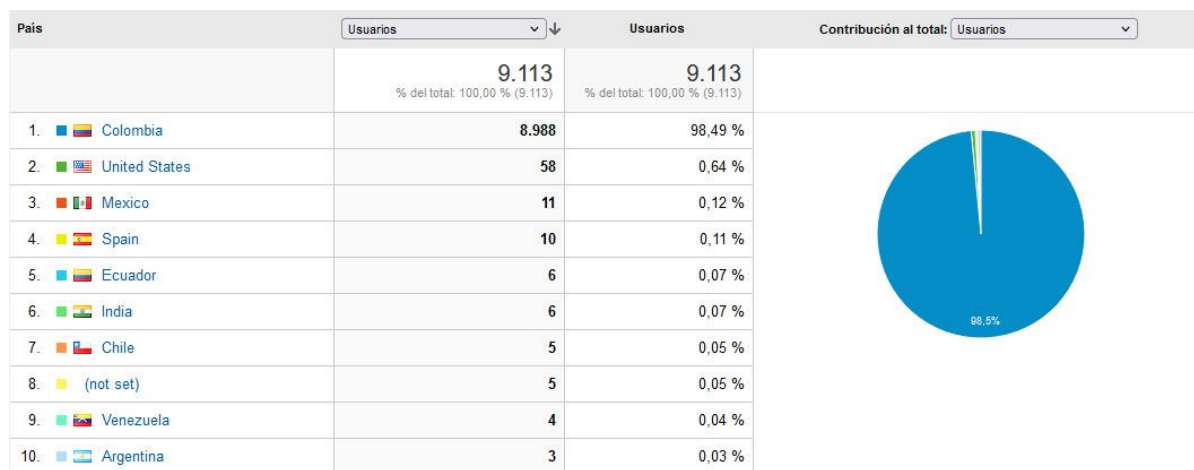 País Usuarios Usuarios Contribución al total: Usuarios
9.113 9.113
% del total: 100,00 % (9.113) % del total: 100,00 % (9.113)
1. Colombia 8.988 98,49 %
2. United States 58 0,64 %
3. Mexico 11 0,12 %
4. Spain 10 0,11 %
5. Ecuador 6 0,07 %
6. India 6 0,07 %
98,5%
7. Chile 5 0,05 %
8. (not set) 5 0,05 %
9. Venezuela 4 0,04 %
10. Argentina 3 0,03 %